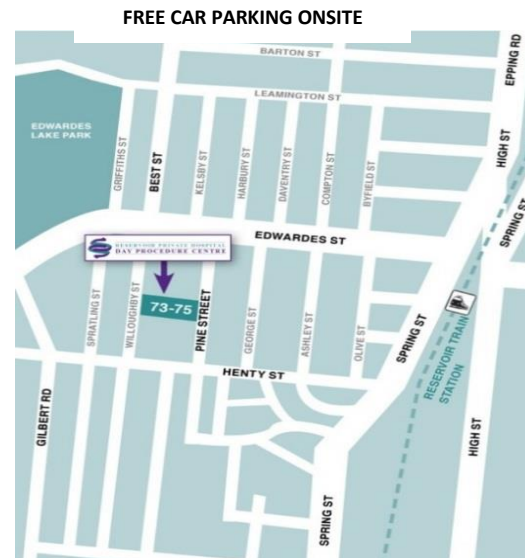 FREE CAR PARKING ONSITE
BARTON ST
EPPING RD
LEAMINGTON ST
EDWARDES
LAKE PARK
GRIFFITHS ST
BEST ST
KELSBY ST
HARBURY ST
DAVENTRY ST
COMPTON ST
BYFIELD ST
HIGH ST
SPRING ST
EDWARDES ST
RESERVOIR PRIVATE HOSPITAL
DAY PROCEDURE CENTRE
73-75
SPRATLING ST
WILLOUGHBY ST
PINE STREET
GEORGE ST
ASHLEY ST
OLIVE ST
SPRING ST
RESERVOIR TRAIN
STATION
HENTY ST
GILBERT RD
HIGH ST
SPRING ST